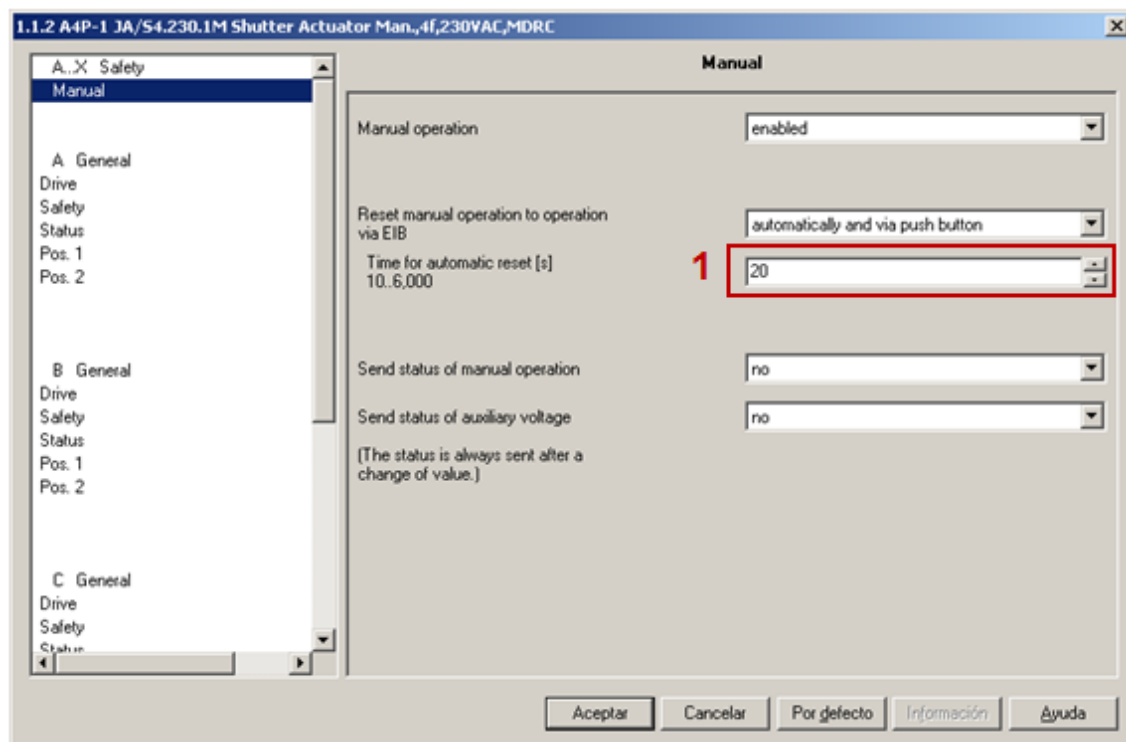 1.1.2 A4P-1 JA/S4.230.1M Shutter Actuator Man.,4f,230VAC,MDRC
A..X Safety
Manual
A General
Drive
Safety
Status
Pos. 1
Pos. 2
B General
Drive
Safety
Status
Pos. 1
Pos. 2
C General
Drive
Safety
Status
Manual
Manual operation
enabled
Reset manual operation to operation
via EIB
automatically and via push button
Time for automatic reset [s]
10..6,000
1
20
Send status of manual operation
no
Send status of auxiliary voltage
no
(The status is always sent after a
change of value.)
Aceptar
Cancelar
Por defecto
Información
Ayuda